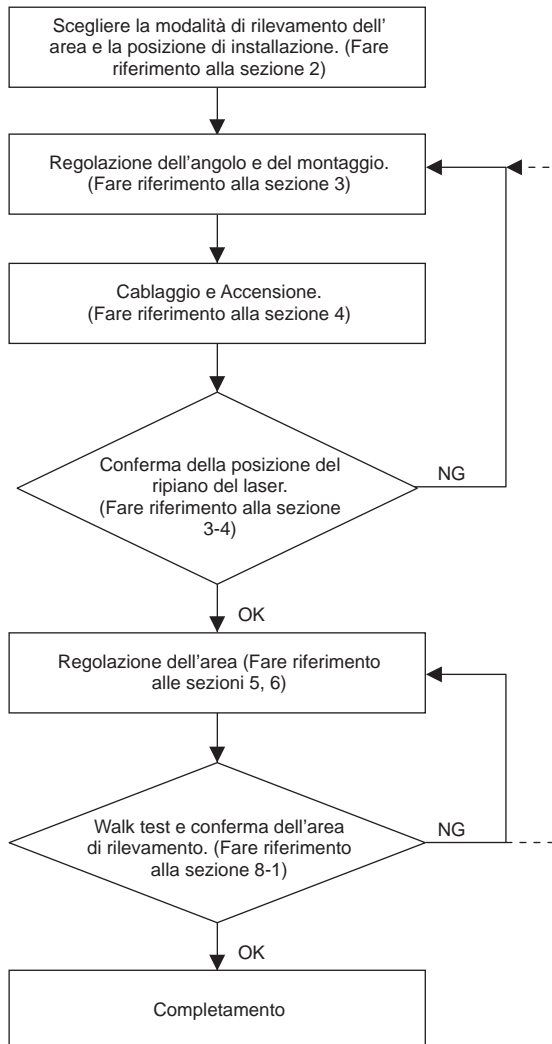 Scegliere la modalità di rilevamento dell'
area e la posizione di installazione. (Fare
riferimento alla sezione 2)
Regolazione dell'angolo e del montaggio.
(Fare riferimento alla sezione 3)
Cablaggio e Accensione.
(Fare riferimento alla sezione 4)
Conferma della posizione del
ripiano del laser.
(Fare riferimento alla sezione
3-4)
NG
OK
Regolazione dell'area (Fare riferimento
alle sezioni 5, 6)
Walk test e conferma dell'area
di rilevamento. (Fare riferimento
alla sezione 8-1)
NG
OK
Completamento